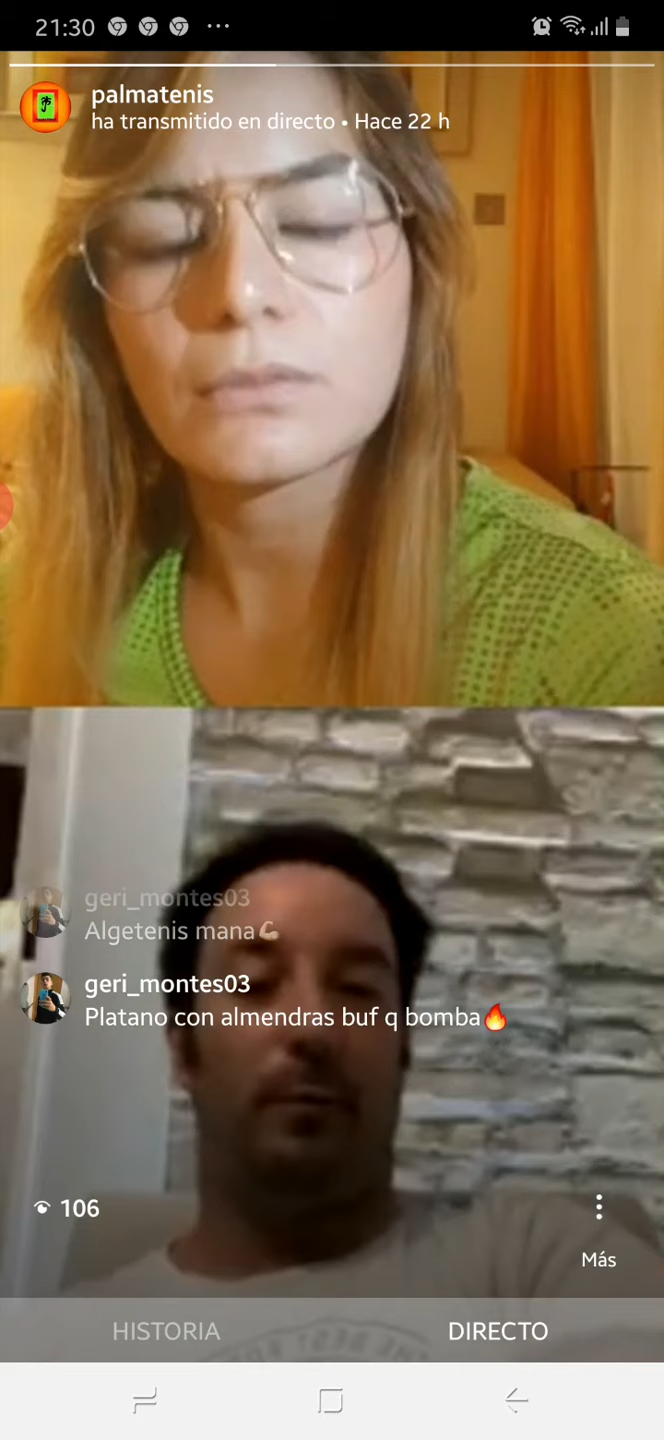 21:30
palmatenis
ha transmitido en directo • Hace 22 h
geri_montes03
Algetenis mana💪🏼
geri_montes03
Platano con almendras buf q bomba🔥
106
Más
HISTORIA
DIRECTO